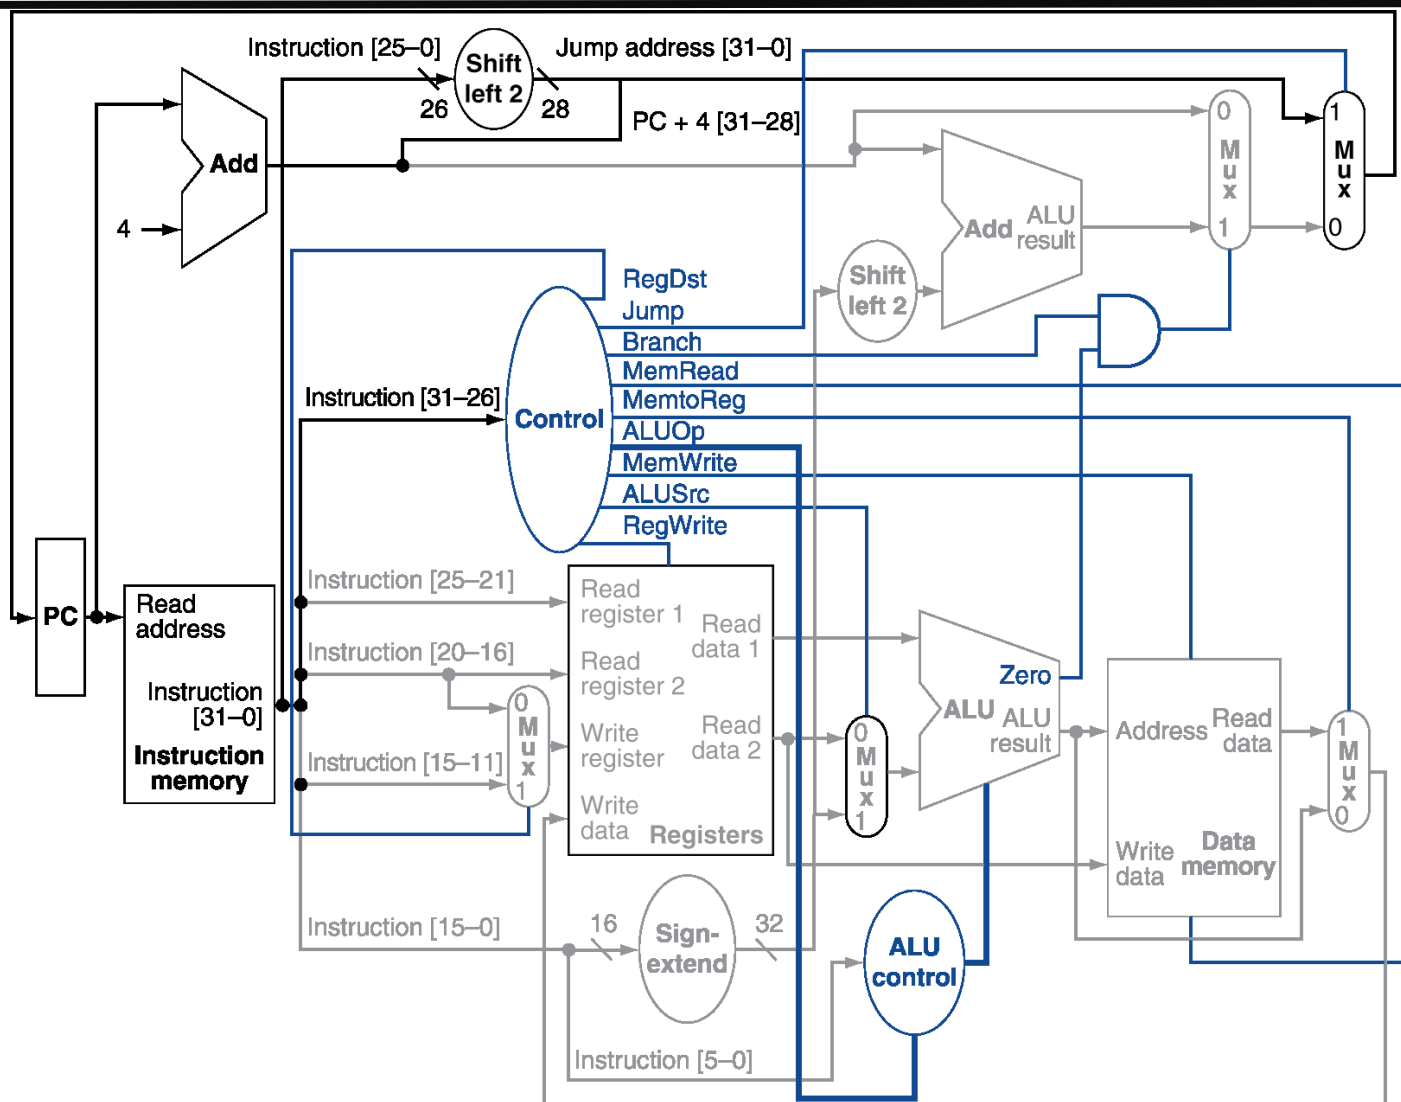 Instruction [25–0]
Shift
left 2
Jump address [31–0]
26
28
PC + 4 [31–28]
Add
4
0
M
u
x
1
1
M
u
x
0
Add
ALU
result
Shift
left 2
RegDst
Jump
Branch
MemRead
MemtoReg
ALUOp
MemWrite
ALUSrc
RegWrite
Control
Instruction [31–26]
PC
Read
address
Instruction
[31–0]
Instruction
memory
Instruction [25–21]
Instruction [20–16]
Instruction [15–11]
0
M
u
x
1
Read
register 1
Read
register 2
Write
register
Write
data
Read
data 1
Read
data 2
Registers
0
M
u
x
1
Zero
ALU
ALU
result
Address
Read
data
Write
data
Data
memory
1
M
u
x
0
Instruction [15–0]
16
Sign-
extend
32
ALU
control
Instruction [5–0]